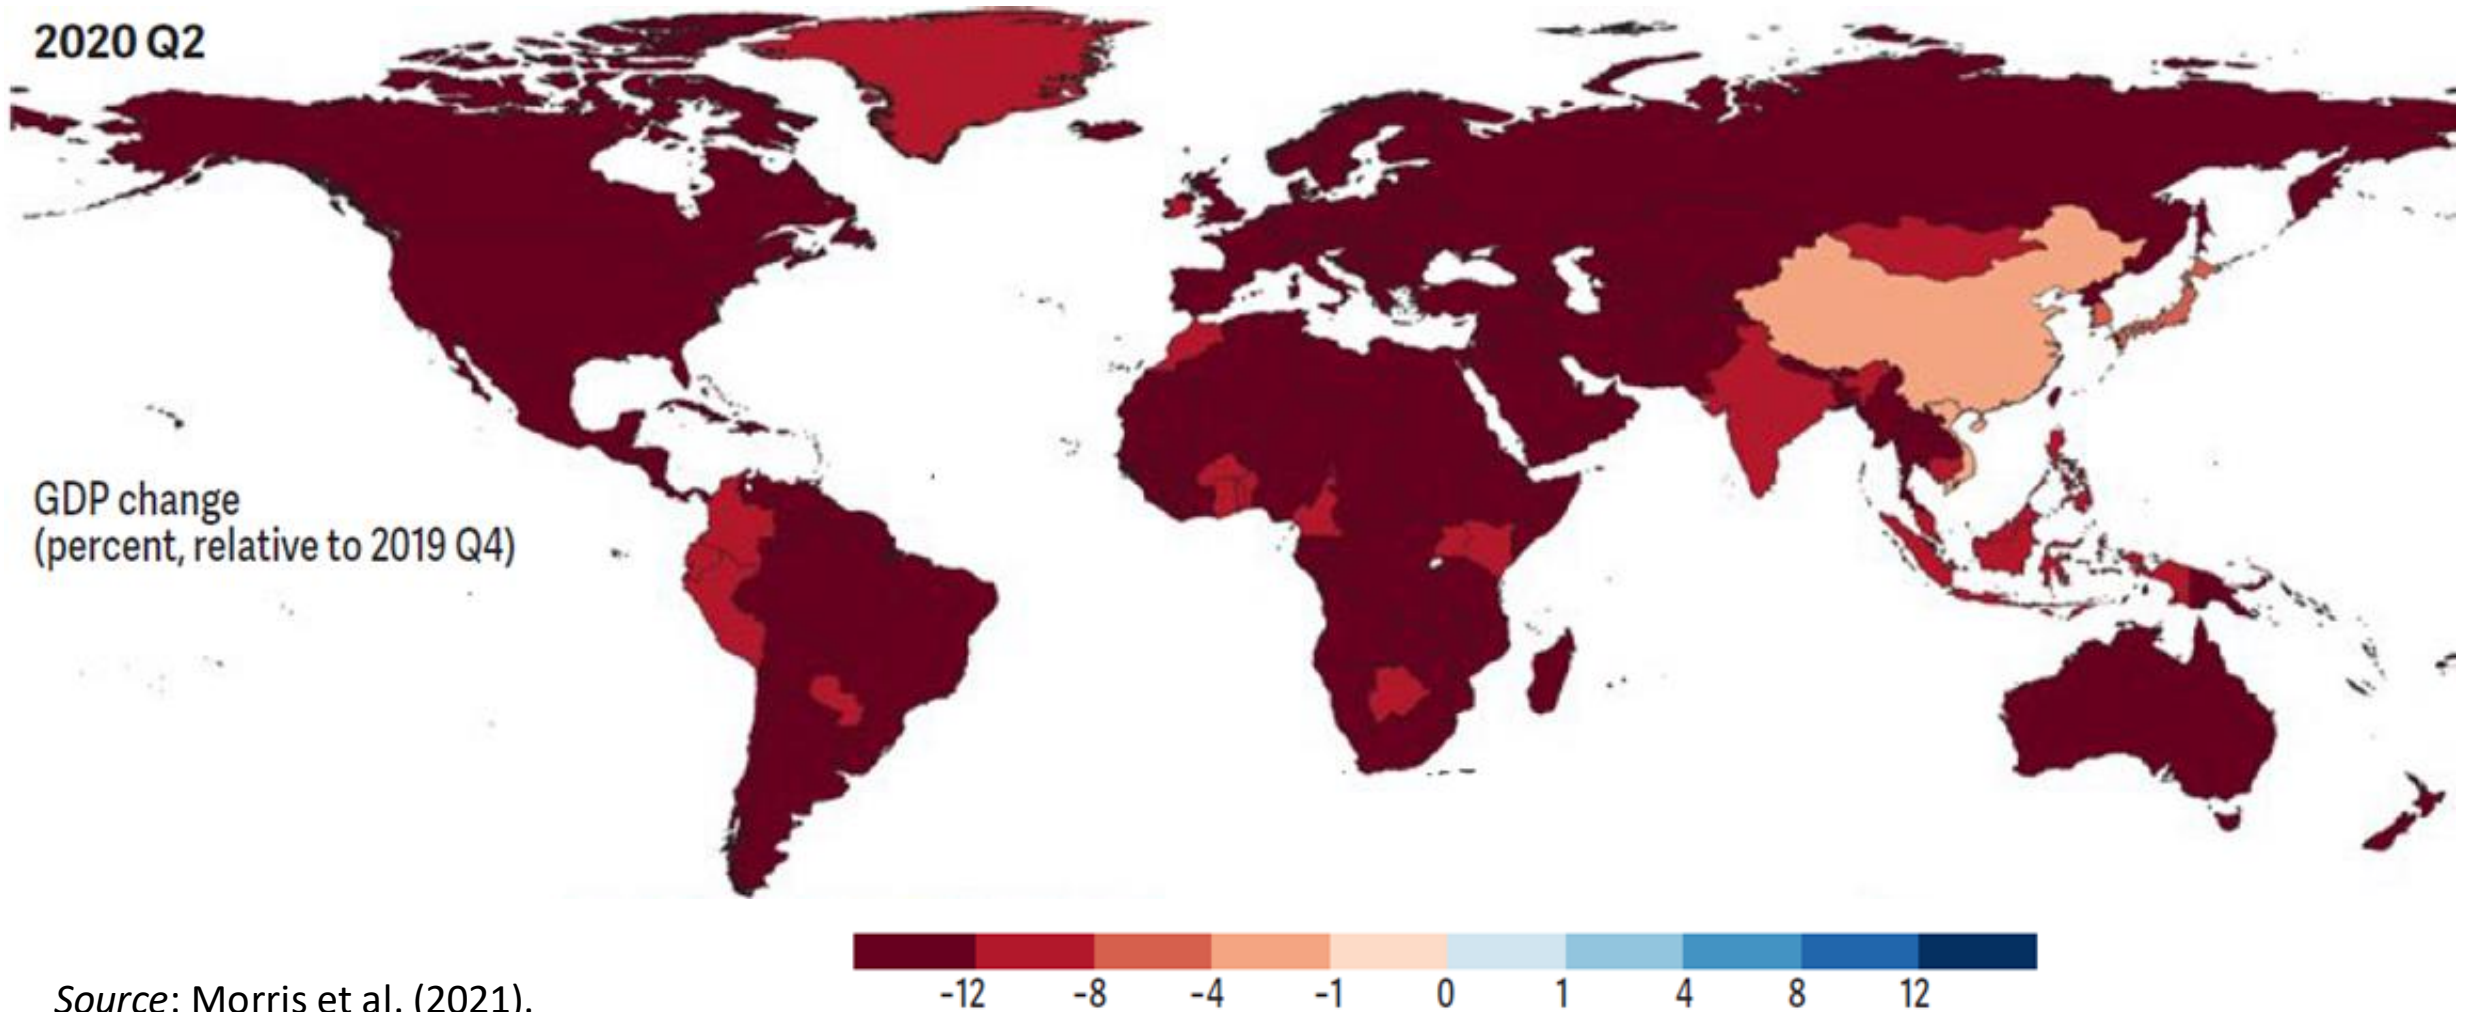 2020 Q2
GDP change
(percent, relative to 2019 Q4)
-12 -8 -4 -1 0 1 4 8 12
Source: Morris et al. (2021).